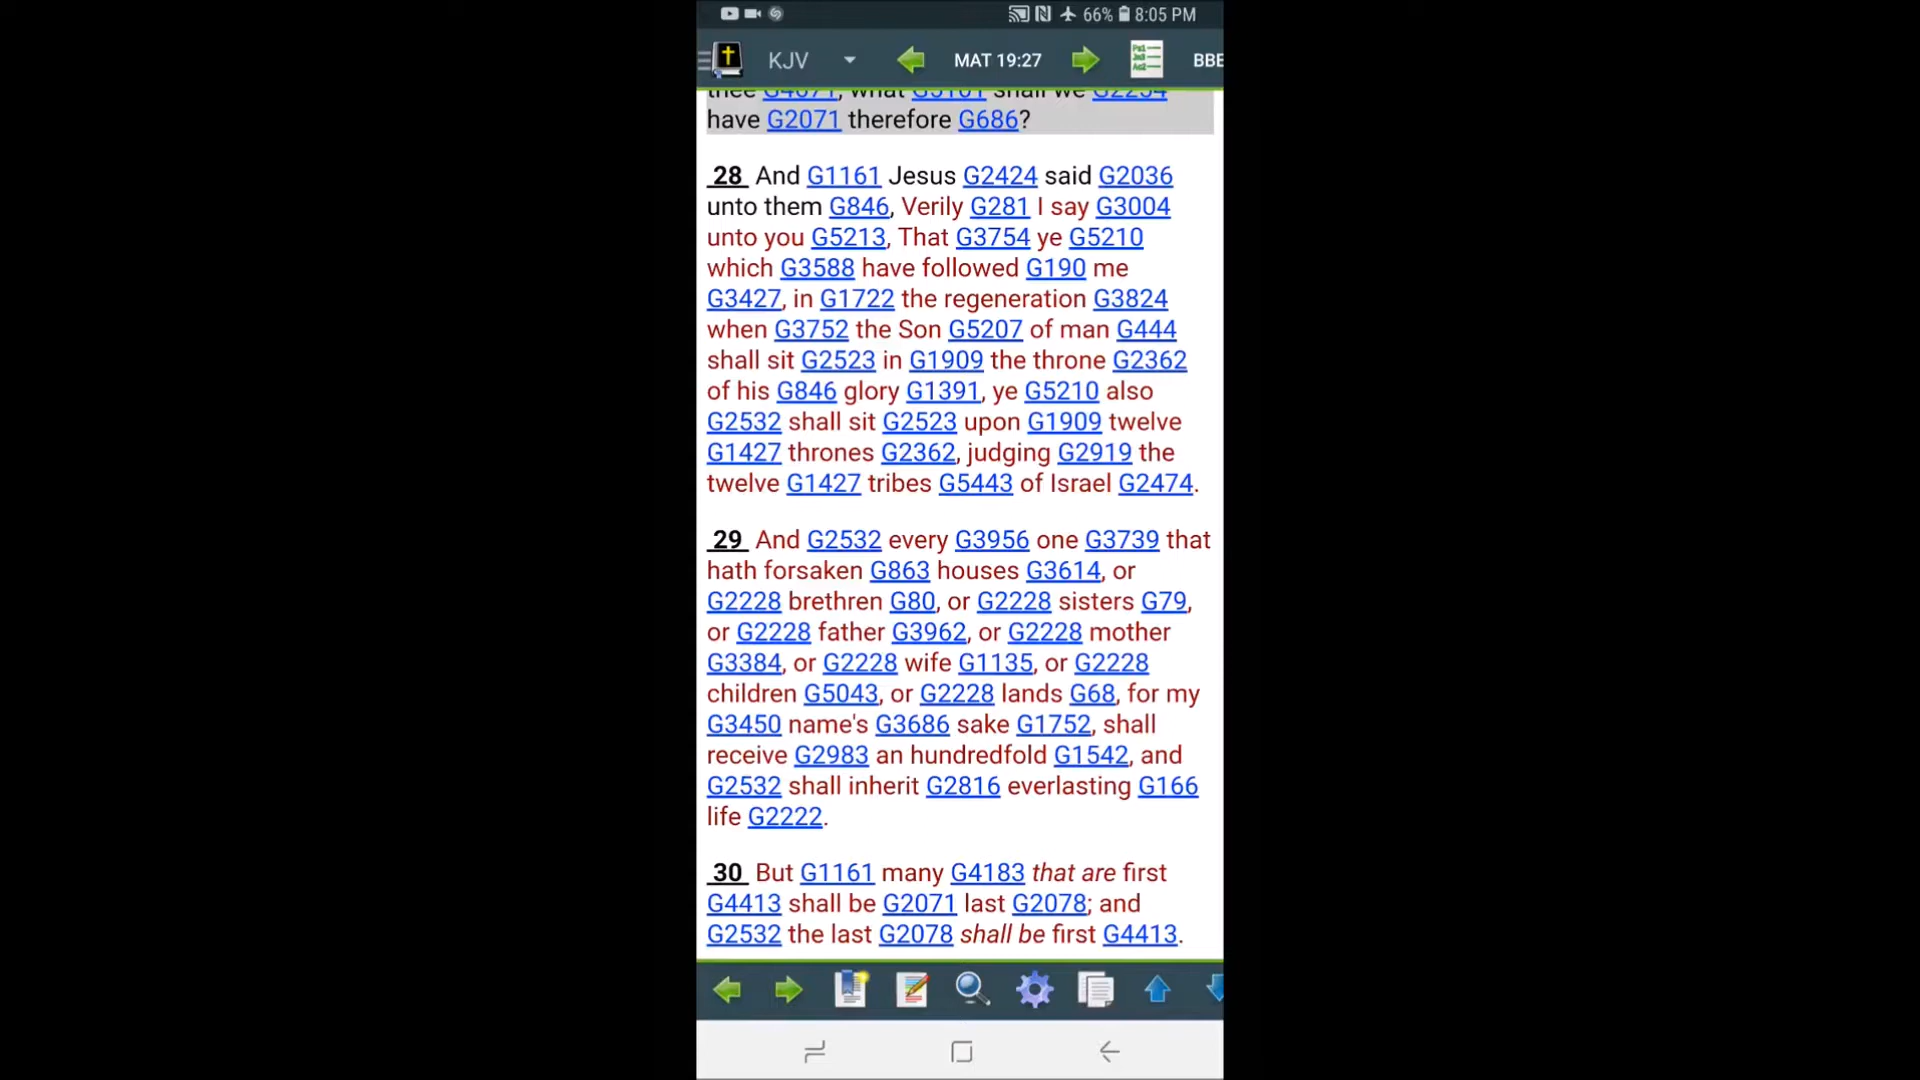 66% 8:05 PM
KJV MAT 19:27 BBE
thee G4671, what G5101 shall we G2254
have G2071 therefore G686?
28 And G1161 Jesus G2424 said G2036
unto them G846, Verily G281 I say G3004
unto you G5213, That G3754 ye G5210
which G3588 have followed G190 me
G3427, in G1722 the regeneration G3824
when G3752 the Son G5207 of man G444
shall sit G2523 in G1909 the throne G2362
of his G846 glory G1391, ye G5210 also
G2532 shall sit G2523 upon G1909 twelve
G1427 thrones G2362, judging G2919 the
twelve G1427 tribes G5443 of Israel G2474.
29 And G2532 every G3956 one G3739 that
hath forsaken G863 houses G3614, or
G2228 brethren G80, or G2228 sisters G79,
or G2228 father G3962, or G2228 mother
G3384, or G2228 wife G1135, or G2228
children G5043, or G2228 lands G68, for my
G3450 name's G3686 sake G1752, shall
receive G2983 an hundredfold G1542, and
G2532 shall inherit G2816 everlasting G166
life G2222.
30 But G1161 many G4183 that are first
G4413 shall be G2071 last G2078; and
G2532 the last G2078 shall be first G4413.